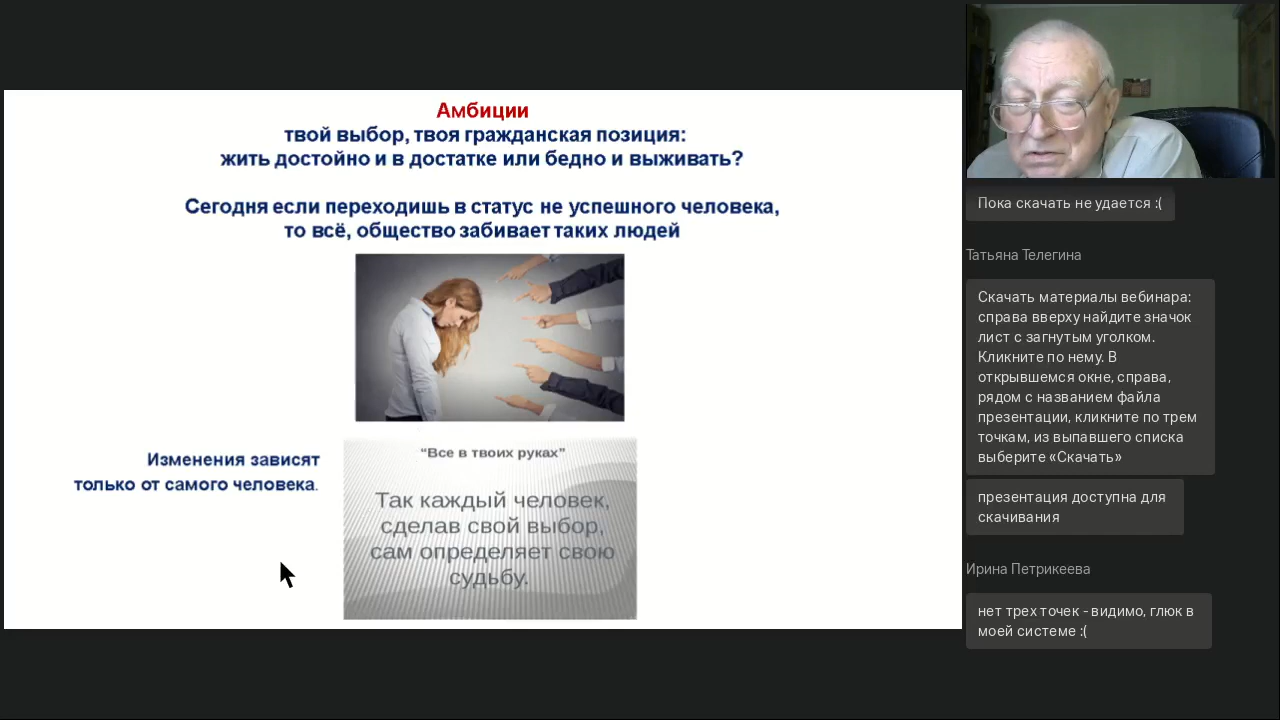 Амбиции
твой выбор, твоя гражданская позиция:
жить достойно и в достатке или бедно и выживать?
Сегодня если переходишь в статус не успешного человека,
то всё, общество забивает таких людей
Изменения зависят
только от самого человека.
“Все в твоих руках”
Так каждый человек,
сделав свой выбор,
сам определяет свою
судьбу.
Пока скачать не удается :(
Татьяна Телегина
Скачать материалы вебинара:
справа вверху найдите значок
лист с загнутым уголком.
Кликните по нему. В
открывшемся окне, справа,
рядом с названием файла
презентации, кликните по трем
точкам, из выпавшего списка
выберите «Скачать»
презентация доступна для
скачивания
Ирина Петрикеева
нет трех точек - видимо, глюк в
моей системе :(